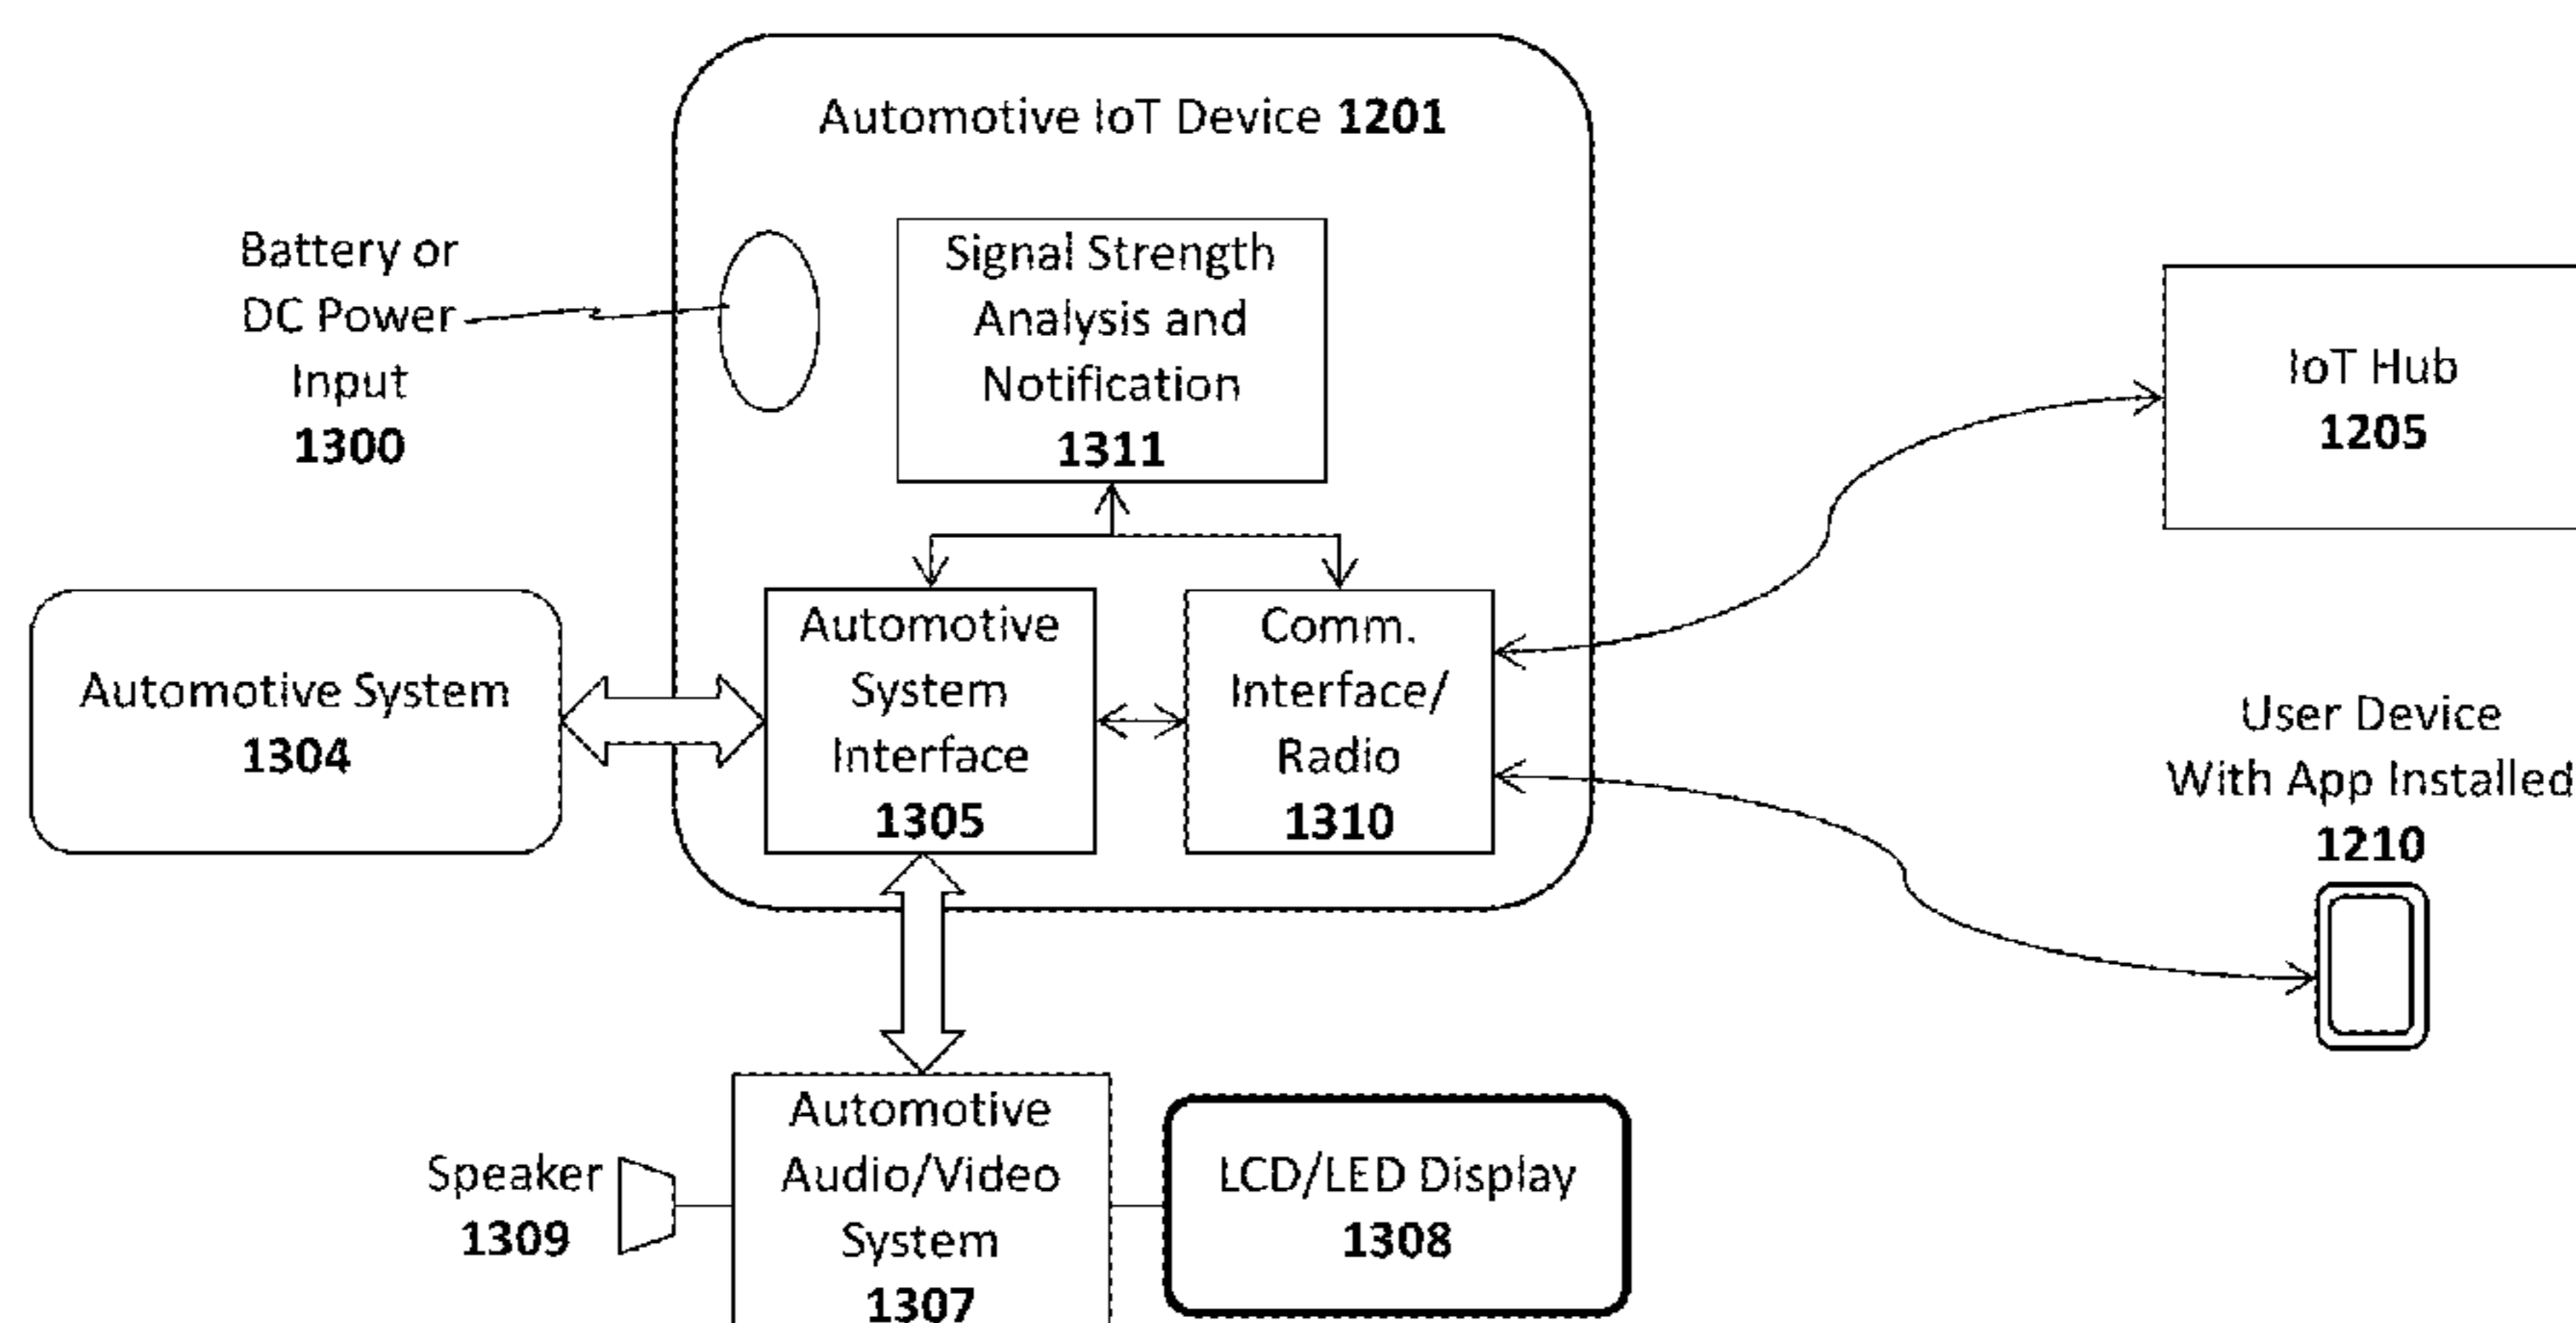 Automotive IoT Device 1201
Battery or
DC Power
Input
1300
Signal Strength
Analysis and
Notification
1311
IoT Hub
1205
Automotive System
1304
Automotive
System
Interface
1305
Comm.
Interface/
Radio
1310
User Device
With App Installed
1210
Speaker
1309
Automotive
Audio/Video
System
1307
LCD/LED Display
1308